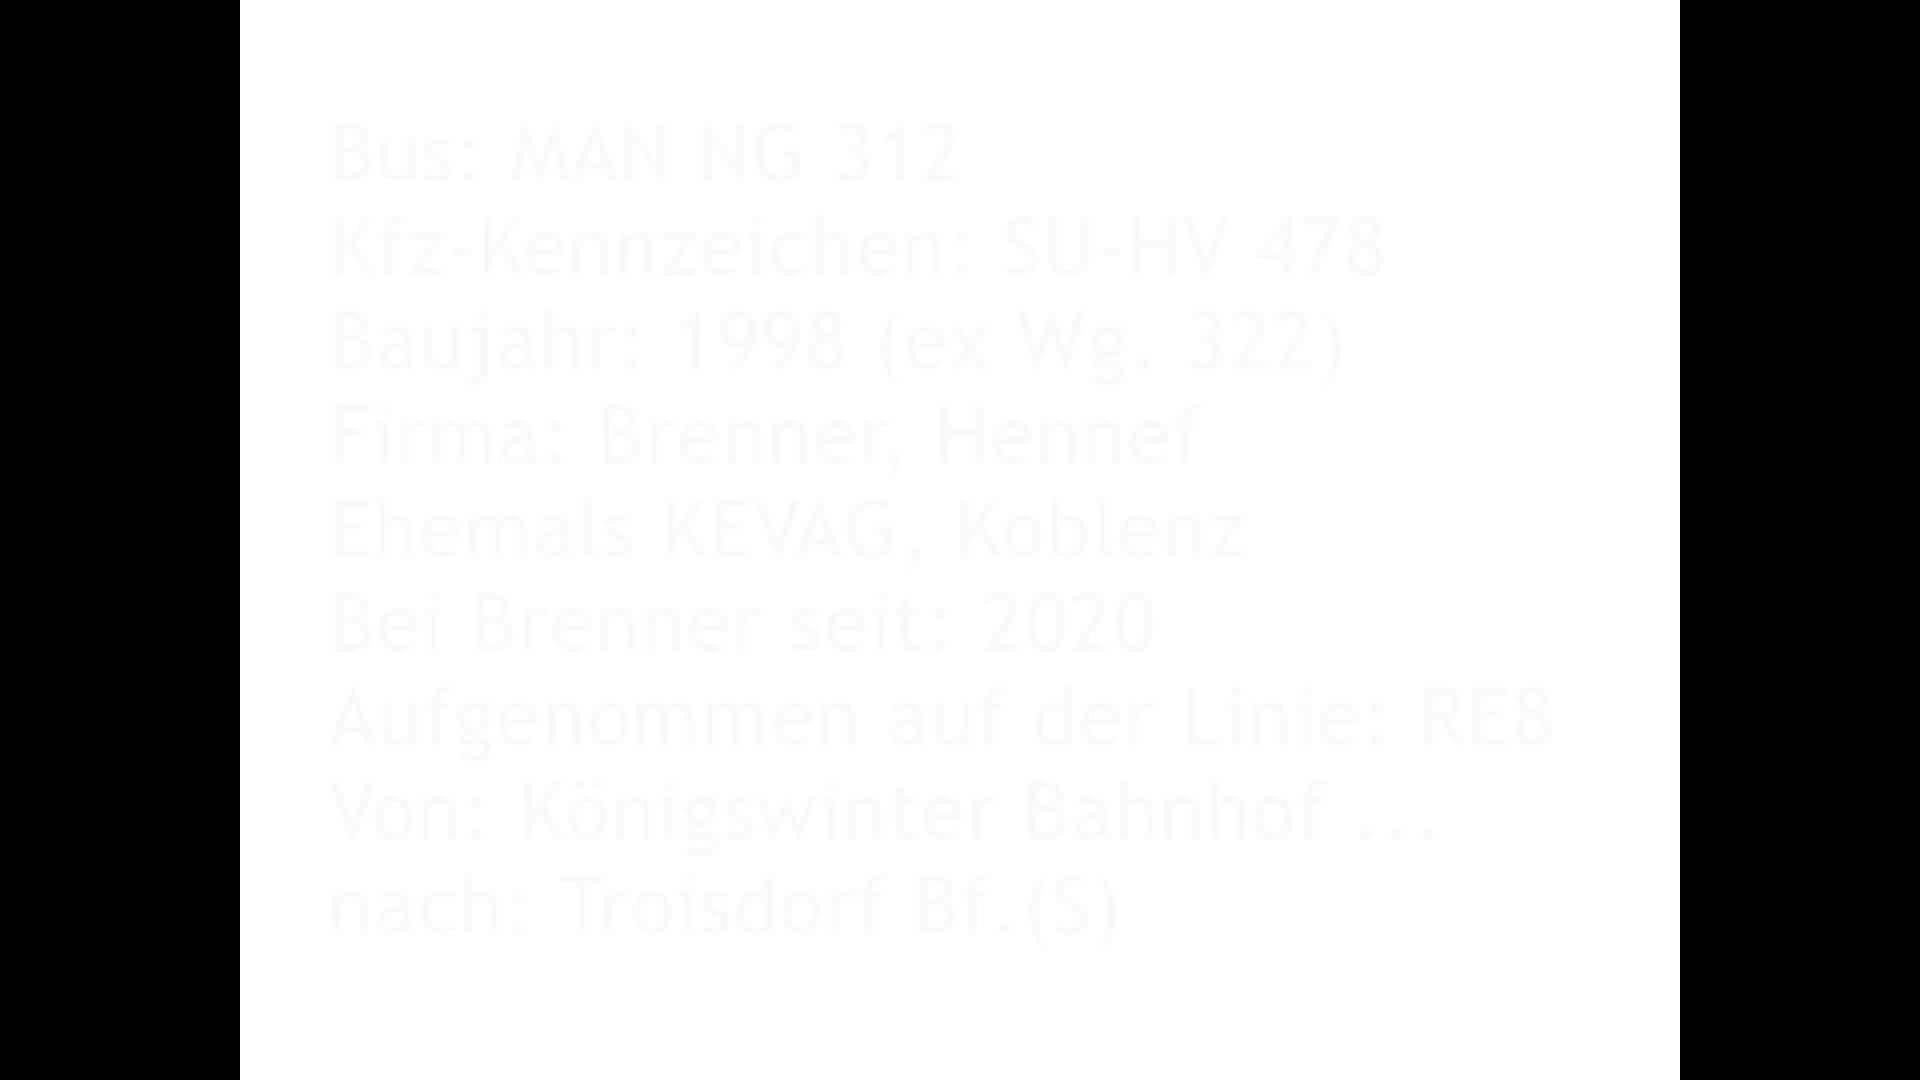 Bus: MAN NG 312
Kfz-Kennzeichen: SU-HV 478
Baujahr: 1998 (ex Wg. 322)
Firma: Brenner, Hennef
Ehemals KEVAG, Koblenz
Bei Brenner seit: 2020
Aufgenommen auf der Linie: RE8
Von: Königswinter Bahnhof ...
nach: Troisdorf Bf.(S)